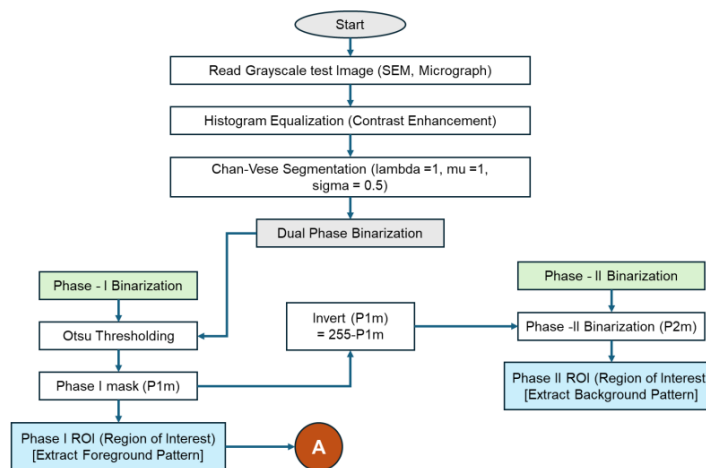 Start
Read Grayscale test Image (SEM, Micrograph)
Histogram Equalization (Contrast Enhancement)
Chan-Vese Segmentation (lambda =1, mu =1,
sigma = 0.5)
Dual Phase Binarization
Phase - I Binarization
Otsu Thresholding
Phase I mask (P1m)
Phase I ROI (Region of Interest)
[Extract Foreground Pattern]
A
Invert (P1m)
= 255-P1m
Phase - II Binarization
Phase -II Binarization (P2m)
Phase II ROI (Region of Interest)
[Extract Background Pattern]